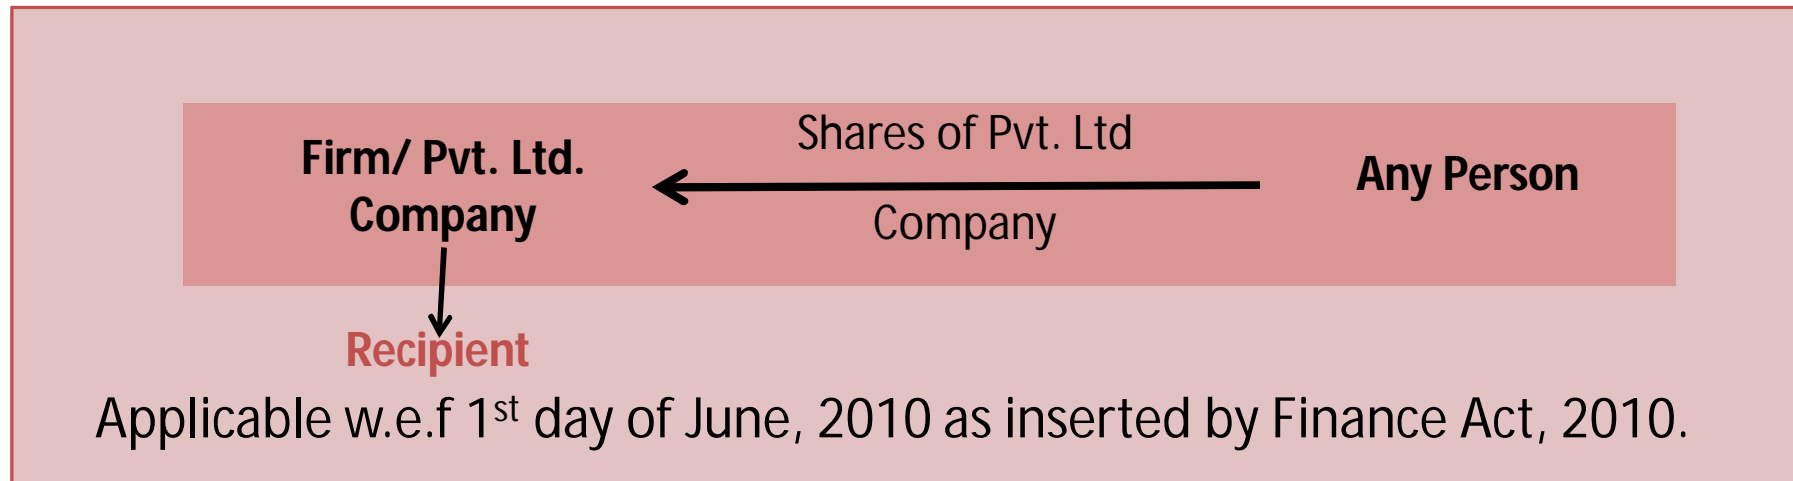 Firm/ Pvt. Ltd.
Company
Shares of Pvt. Ltd
Company
Any Person
Recipient
Applicable w.e.f 1st day of June, 2010 as inserted by Finance Act, 2010.